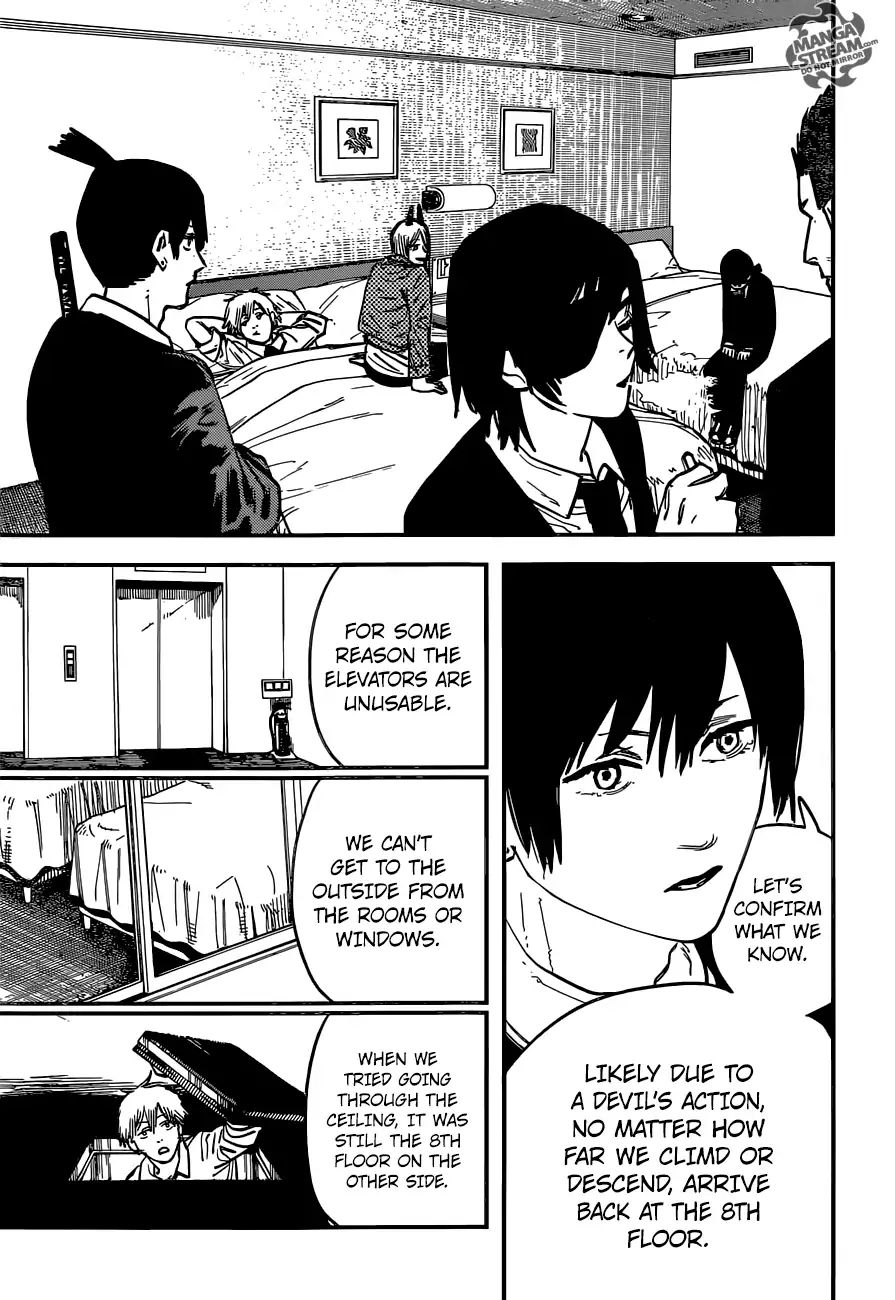 MANGA
STREAM.com
DO NOT MIRROR
LET'S
CONFIRM
WHAT WE
KNOW.
LIKELY DUE TO
A DEVIL'S ACTION,
NO MATTER HOW
FAR WE CLIMD OR
DESCEND, ARRIVE
BACK AT THE 8TH
FLOOR.
FOR SOME
REASON THE
ELEVATORS ARE
UNUSABLE.
WE CAN'T
GET TO THE
OUTSIDE FROM
THE ROOMS OR
WINDOWS.
WHEN WE
TRIED GOING
THROUGH THE
CEILING, IT WAS
STILL THE 8TH
FLOOR ON THE
OTHER SIDE.